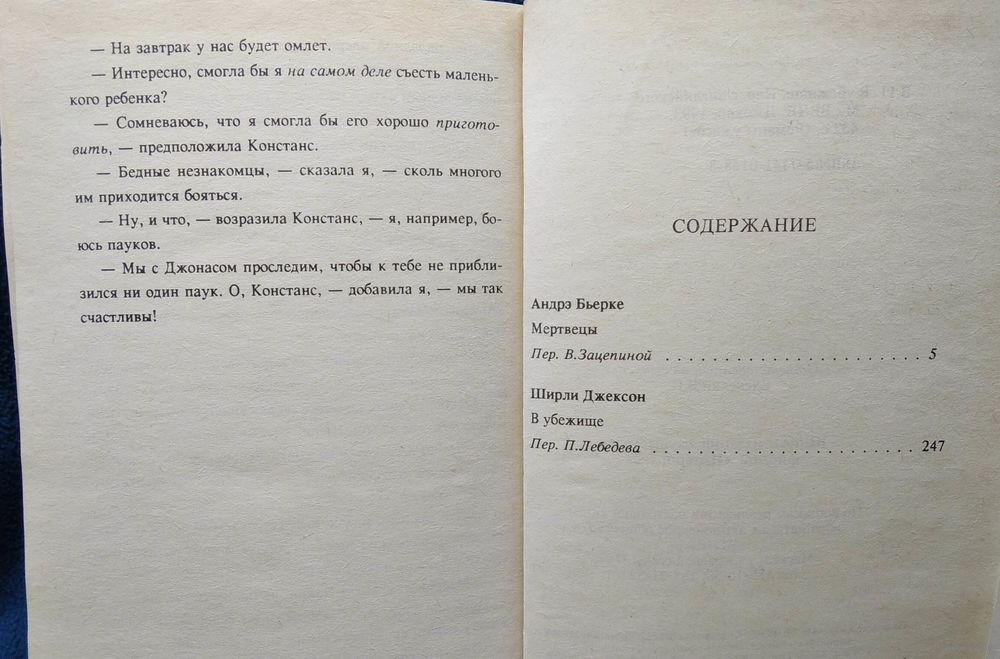 — На завтрак у нас будет омлет.
— Интересно, смогла бы я на самом деле съесть малень-
кого ребенка?
— Сомневаюсь, что я смогла бы его хорошо пригото-
вить, — предположила Констанс.
— Бедные незнакомцы, — сказала я, — сколь многого
им приходится бояться.
— Ну, и что, — возразила Констанс, — я, например, бо-
юсь пауков.
— Мы с Джонасом проследим, чтобы к тебе не прибли-
зился ни один паук. О, Констанс, — добавила я, — мы так
счастливы!
СОДЕРЖАНИЕ
Андрэ Бьерке
Мертвецы
Пер. В.Зацепиной . . . . . . . . . . . . . . . . . . . . . . . . 5
Ширли Джексон
В убежище
Пер. П.Лебедева . . . . . . . . . . . . . . . . . . . . . . . . 247